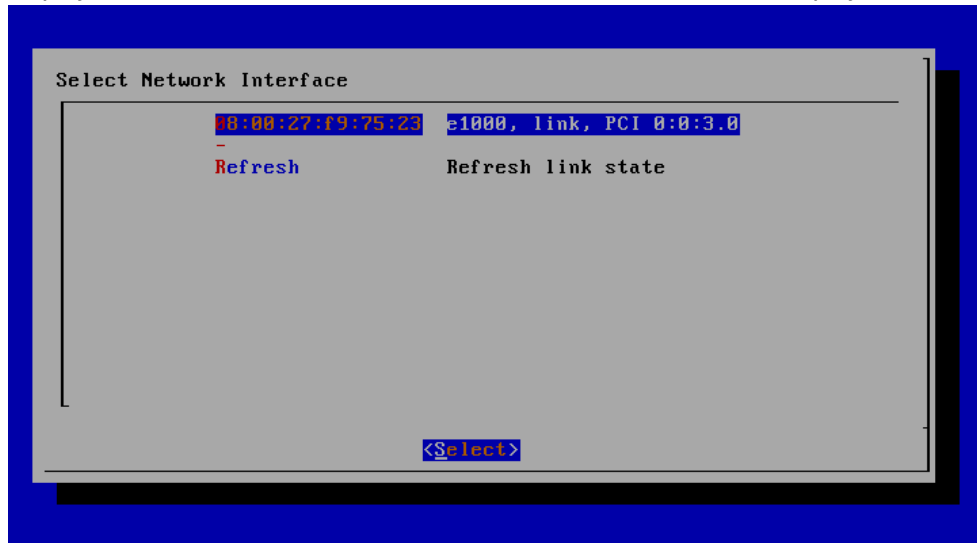 Select Network Interface
08:00:27:f9:75:23 e1000, link, PCI 0:0:3.0
-
Refresh Refresh link state
<Select>